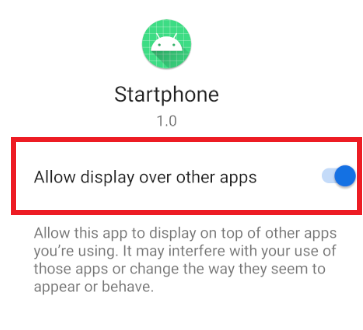 Startphone
1.0
Allow display over other apps
Allow this app to display on top of other apps
you’re using. It may interfere with your use of
those apps or change the way they seem to
appear or behave.